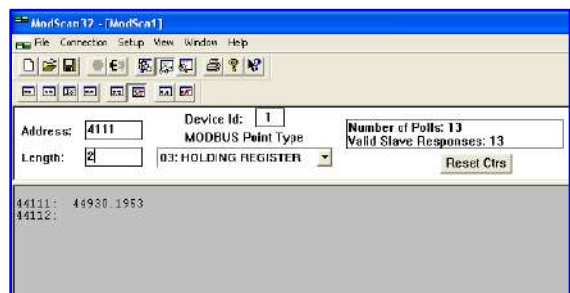 ModScan32 - [ModSca1]
File Connection Setup View Window Help
Address: 4111
Length: 2
Device Id: 1
MODBUS Point Type
03: HOLDING REGISTER
Number of Polls: 13
Valid Slave Responses: 13
Reset Ctrs
44111: 44930.1953
44112: